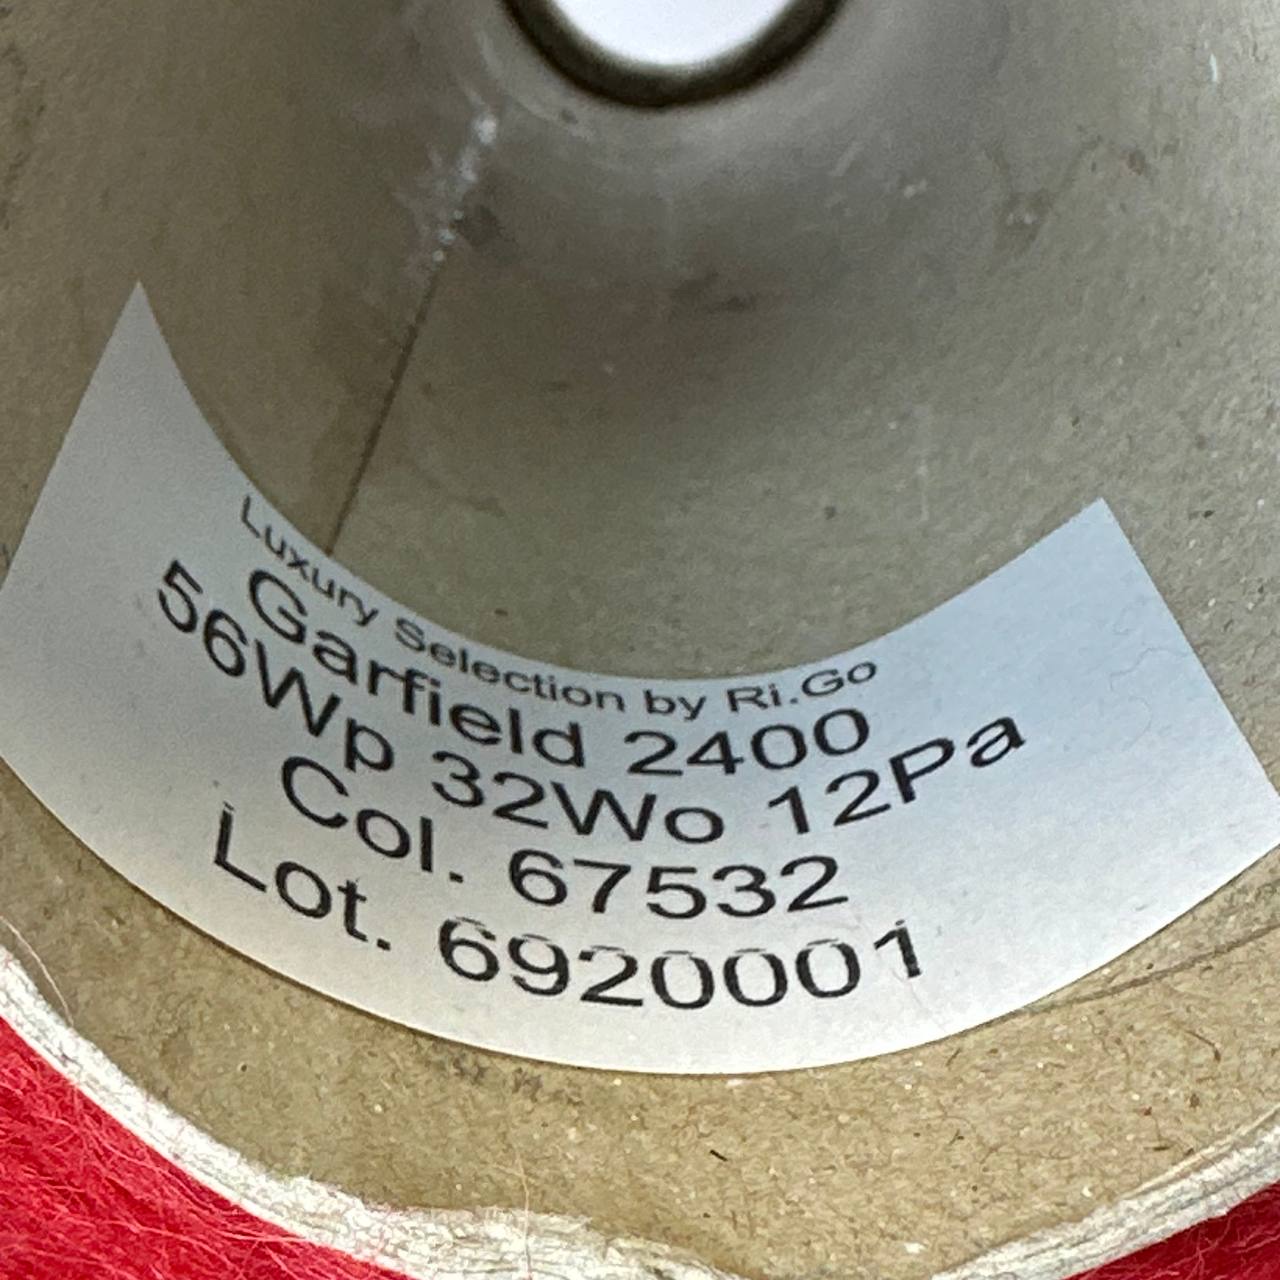 Luxury Selection by Ri.Go
Garfield 2400
56Wp 32Wo 12Pa
Col. 67532
Lot. 6920001